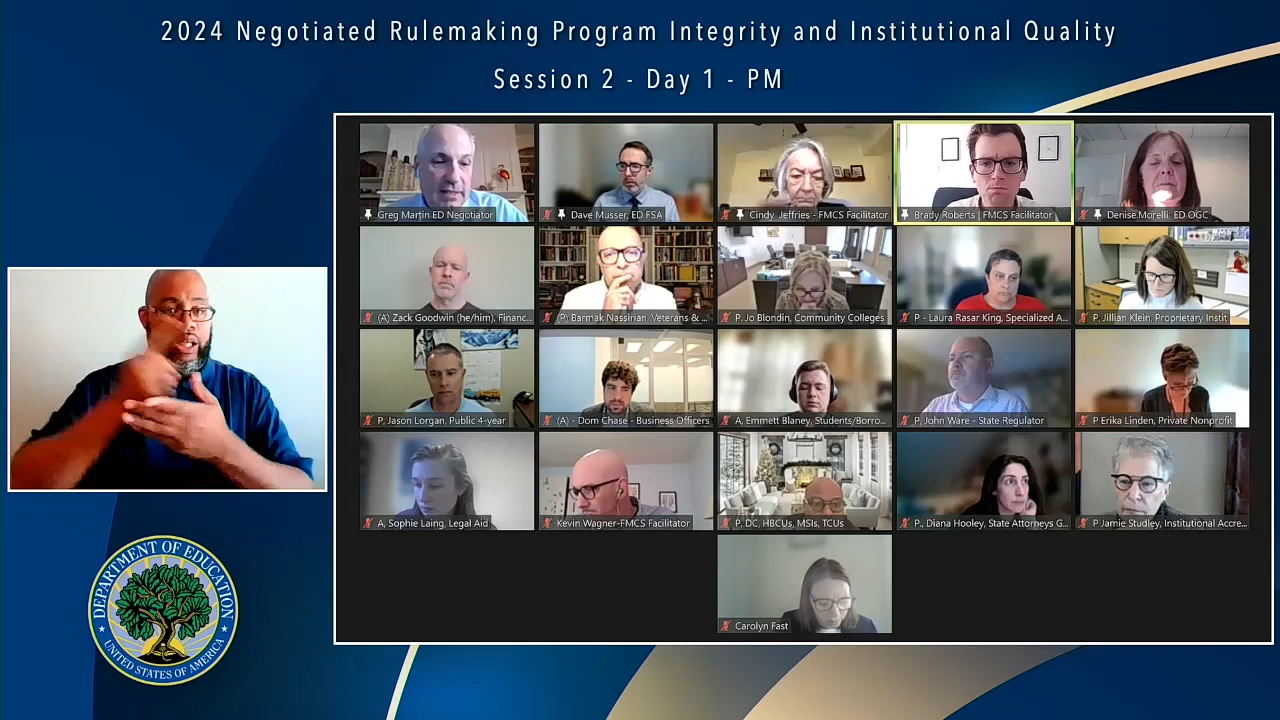 2024 Negotiated Rulemaking Program Integrity and Institutional Quality
Session 2 - Day 1 - PM
Greg Martin ED Negotiator
Dave Musser, ED FSA
Cindy Jeffries - FMCS Facilitator
Brady Roberts | FMCS Facilitator
Denise.Morelli, ED OGC
(A) Zack Goodwin (he/him), Financ...
(P) Barmak Nassirian, Veterans & ...
P. Jo Blondin, Community Colleges
P - Laura Rasar King, Specialized A...
P. Jillian Klein, Proprietary Instit
P, Jason Lorgan, Public 4-year
(A) - Dom Chase - Business Officers
A, Emmett Blaney, Students/Borro...
P, John Ware - State Regulator
P Erika Linden, Private Nonprofit
A, Sophie Laing, Legal Aid
Kevin Wagner-FMCS Facilitator
P, DC, HBCUs, MSIs, TCUs
P., Diana Hooley, State Attorneys G...
P Jamie Studley, Institutional Accre...
Carolyn Fast
DEPARTMENT OF EDUCATION
UNITED STATES OF AMERICA